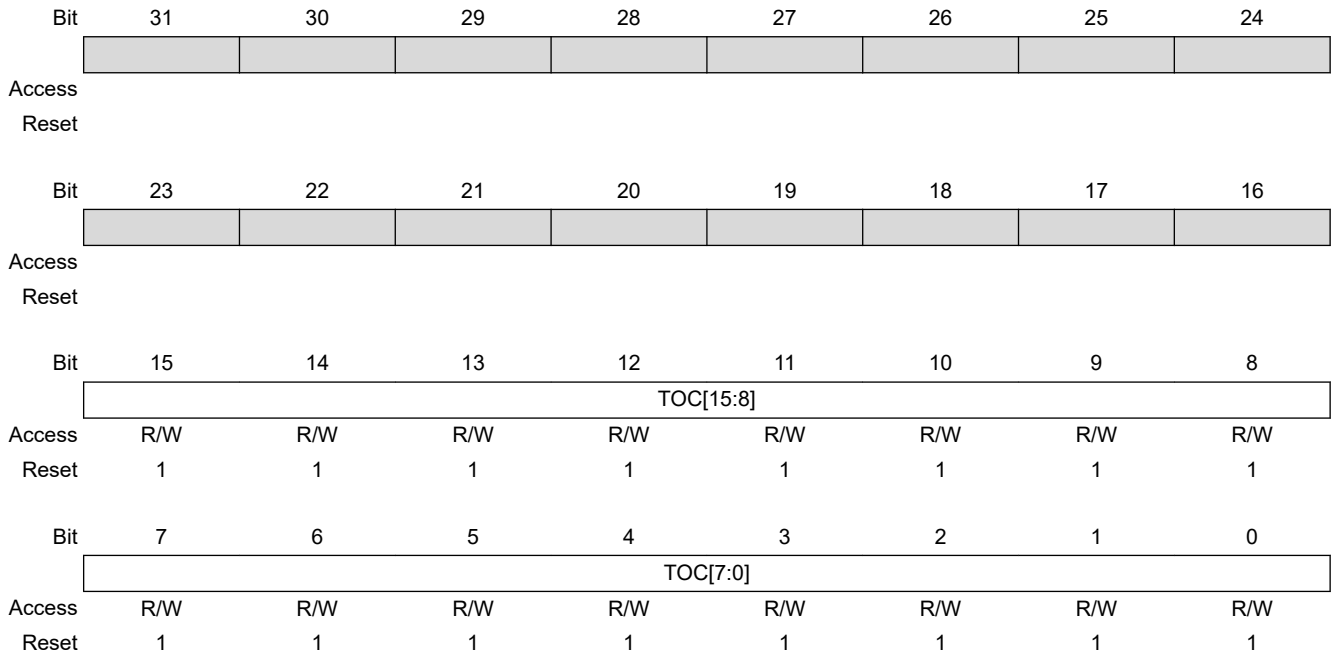 Bit 31 30 29 28 27 26 25 24
Access
Reset
Bit 23 22 21 20 19 18 17 16
Access
Reset
Bit 15 14 13 12 11 10 9 8
TOC[15:8]
Access R/W R/W R/W R/W R/W R/W R/W R/W
Reset 1 1 1 1 1 1 1 1
Bit 7 6 5 4 3 2 1 0
TOC[7:0]
Access R/W R/W R/W R/W R/W R/W R/W R/W
Reset 1 1 1 1 1 1 1 1